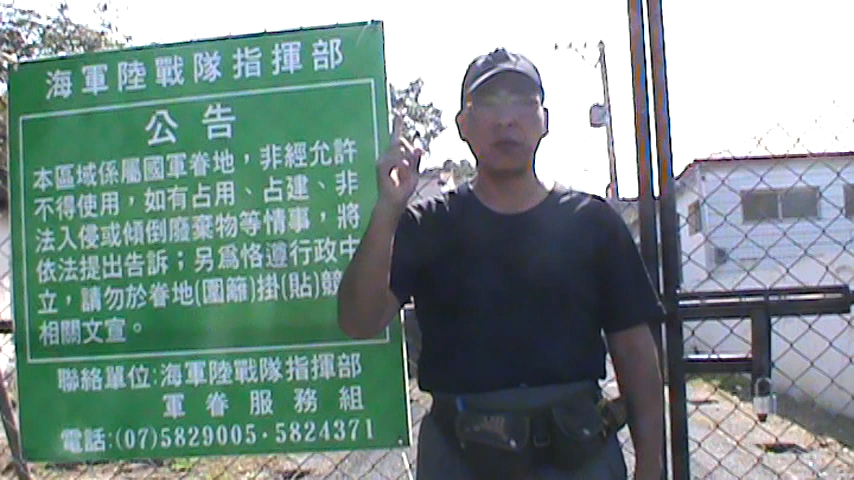 海軍陸戰隊指揮部
公告
本區域係屬國軍眷地，非經允許
不得使用，如有占用、占建、非
法入侵或傾倒廢棄物等情事，將
依法提出告訴；另為恪遵行政中
立，請勿於眷地(圍籬)掛(貼)競
相關文宣。
聯絡單位:海軍陸戰隊指揮部
軍眷服務組
電話:(07)5829005·5824371